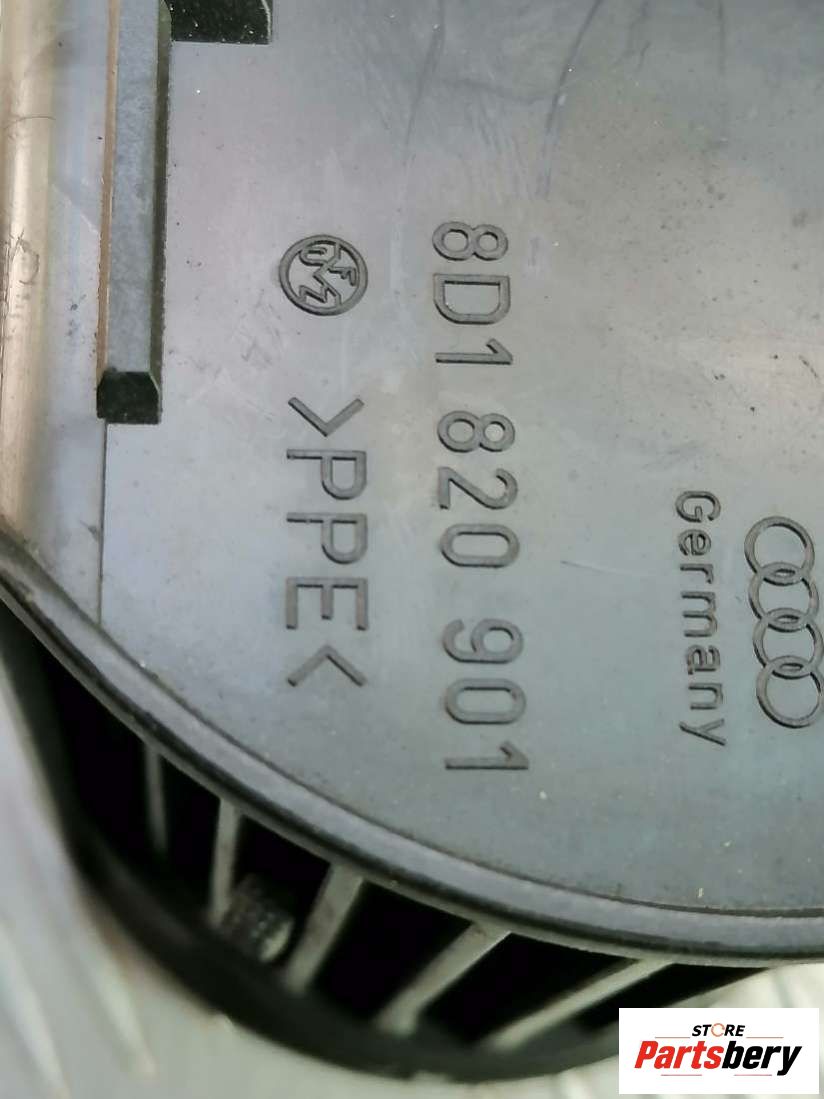 Germany
8D1 820 901
>PPE<
STORE
Partsbery